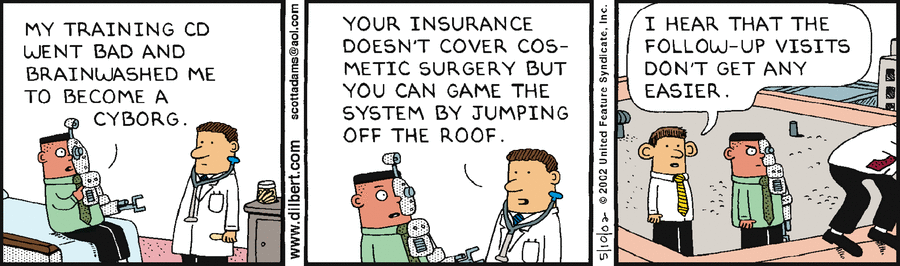 MY TRAINING CD
WENT BAD AND
BRAINWASHED ME
TO BECOME A
CYBORG.
www.dilbert.com scottadams@aol.com
YOUR INSURANCE
DOESN'T COVER COS-
METIC SURGERY BUT
YOU CAN GAME THE
SYSTEM BY JUMPING
OFF THE ROOF.
5/10/02 © 2002 United Feature Syndicate, Inc.
I HEAR THAT THE
FOLLOW-UP VISITS
DON'T GET ANY
EASIER.